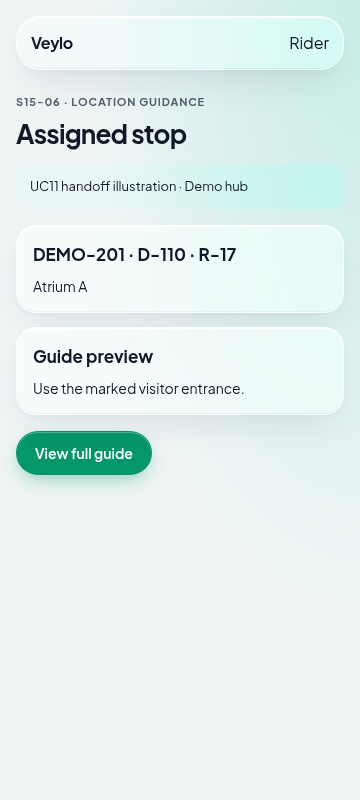 Veylo
Rider
S15-06 · LOCATION GUIDANCE
Assigned stop
UC11 handoff illustration · Demo hub
DEMO-201 · D-110 · R-17
Atrium A
Guide preview
Use the marked visitor entrance.
View full guide